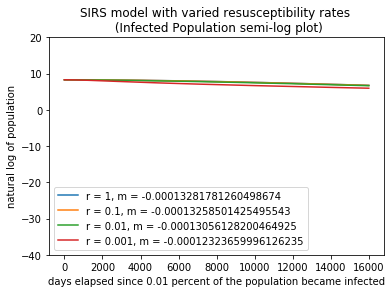 SIRS model with varied resusceptibility rates
(Infected Population semi-log plot)
natural log of population
20
10
0
-10
-20
-30
-40
r = 1, m = -0.00013281781260498674
r = 0.1, m = -0.00013258501425495543
r = 0.01, m = -0.00013056128200464925
r = 0.001, m = -0.00012323659996126235
0 2000 4000 6000 8000 10000 12000 14000 16000
days elapsed since 0.01 percent of the population became infected